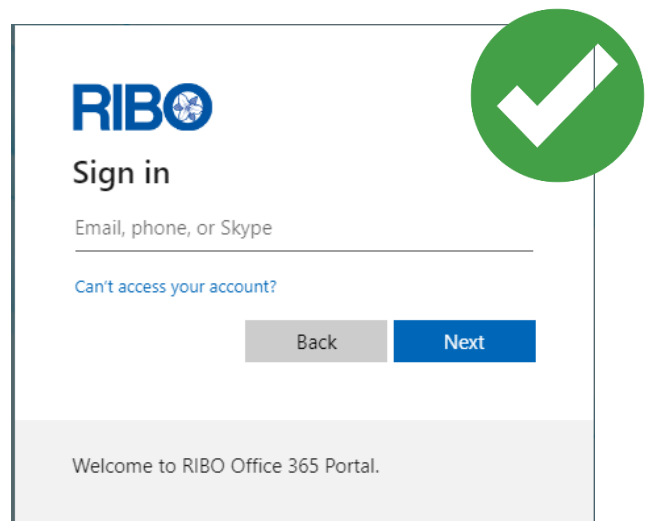 RIBO
Sign in
Email, phone, or Skype
Can't access your account?
Back Next
Welcome to RIBO Office 365 Portal.